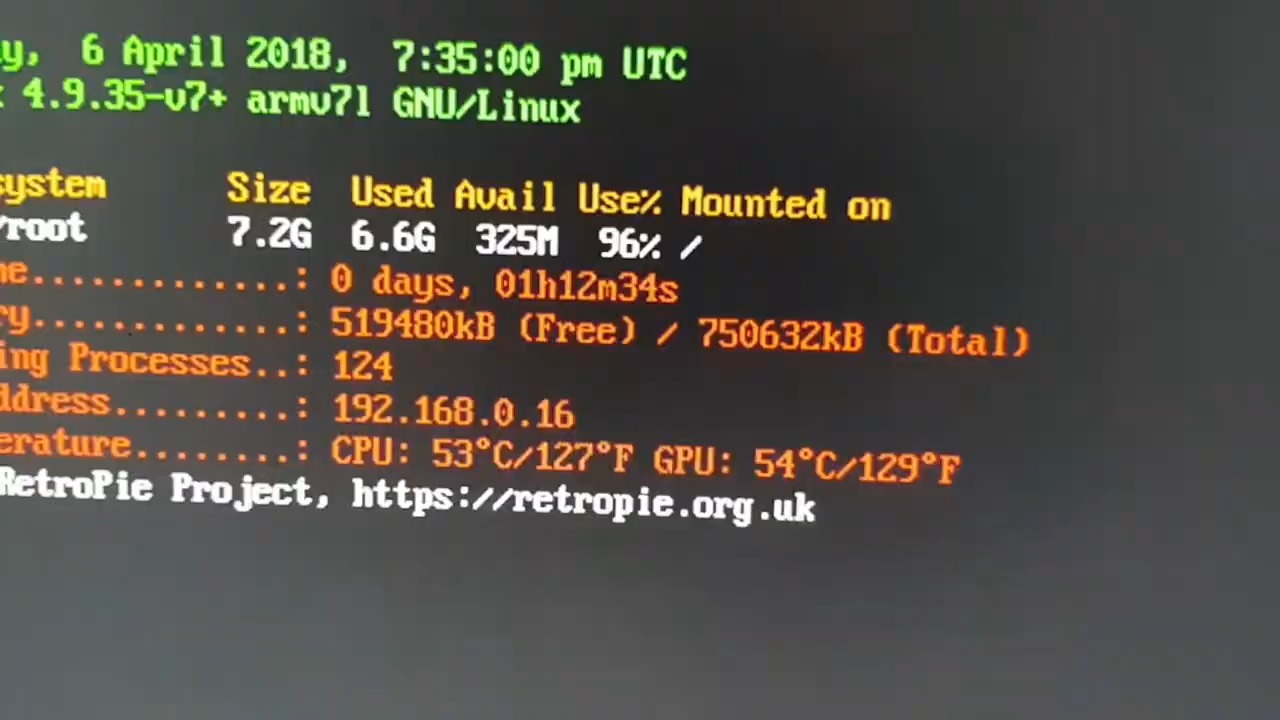 y, 6 April 2018, 7:35:00 pm UTC
4.9.35-v7+ armv7l GNU/Linux
system Size Used Avail Use% Mounted on
/root 7.2G 6.6G 325M 96% /
ne.............: 0 days, 01h12m34s
ry.............: 519480kB (Free) / 750632kB (Total)
ing Processes..: 124
ddress.........: 192.168.0.16
erature........: CPU: 53°C/127°F GPU: 54°C/129°F
RetroPie Project, https://retropie.org.uk